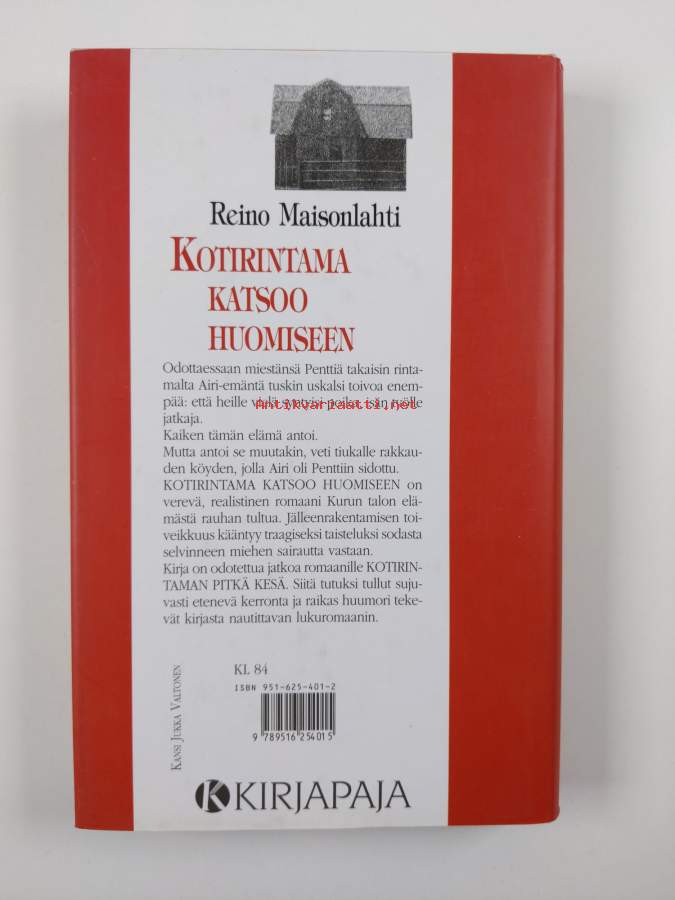 Reino Maisonlahti
KOTIRINTAMA
KATSOO
HUOMISEEN
Odottaessaan miestänsä Penttiä takaisin rinta-
malta Airi-emäntä tuskin uskalsi toivoa enem-
pää: että heille vielä syntyisi poika, isän työlle
Antikvariaatti.net
jatkaja.
Kaiken tämän elämä antoi.
Mutta antoi se muutakin, veti tiukalle rakkau-
den köyden, jolla Airi oli Penttiin sidottu.
KOTIRINTAMA KATSOO HUOMISEEN on
verevä, realistinen romaani Kurun talon elä-
mästä rauhan tultua. Jälleenrakentamisen toi-
veikkuus kääntyy traagiseksi taisteluksi sodasta
selvinneen miehen sairautta vastaan.
Kirja on odotettua jatkoa romaanille KOTIRIN-
TAMAN PITKÄ KESÄ. Siitä tutuksi tullut suju-
vasti etenevä kerronta ja raikas huumori teke-
vät kirjasta nautittavan lukuromaanin.
KANSI JUKKA VALTONEN
KL 84
ISBN 951-625-401-2
9 789516 254015
K KIRJAPAJA